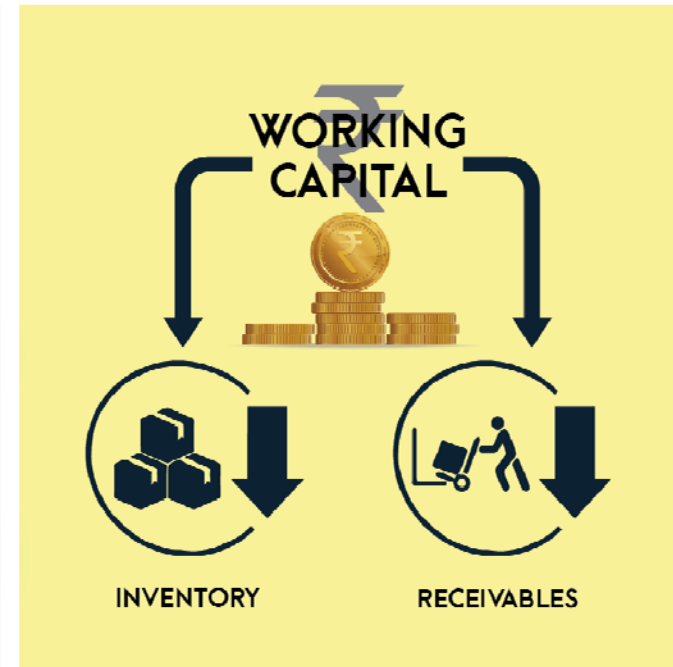 ₹
WORKING
CAPITAL
₹
INVENTORY
RECEIVABLES